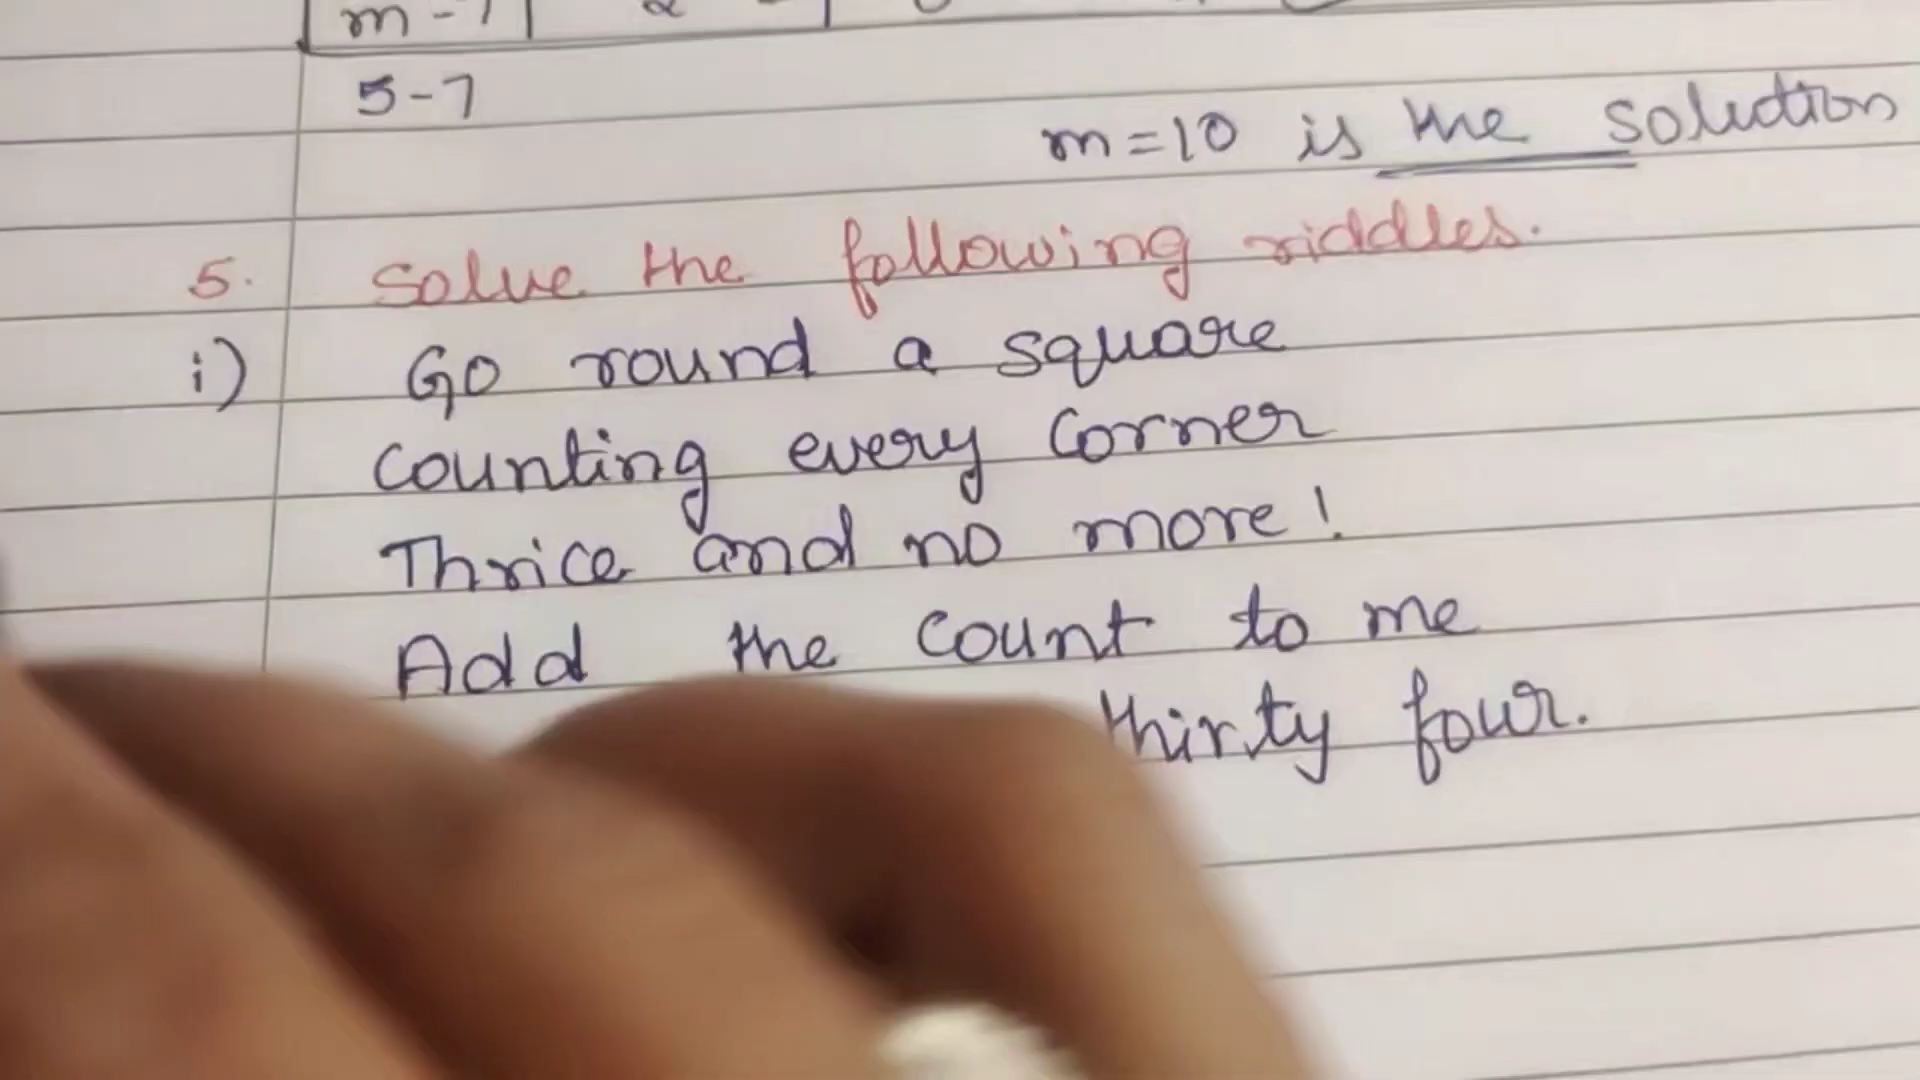 m - 7
5-7
m=10 is the solution
5. Solve the following riddles.
i) Go round a square
Counting every corner
Thrice and no more!
Add the count to me
thirty four.